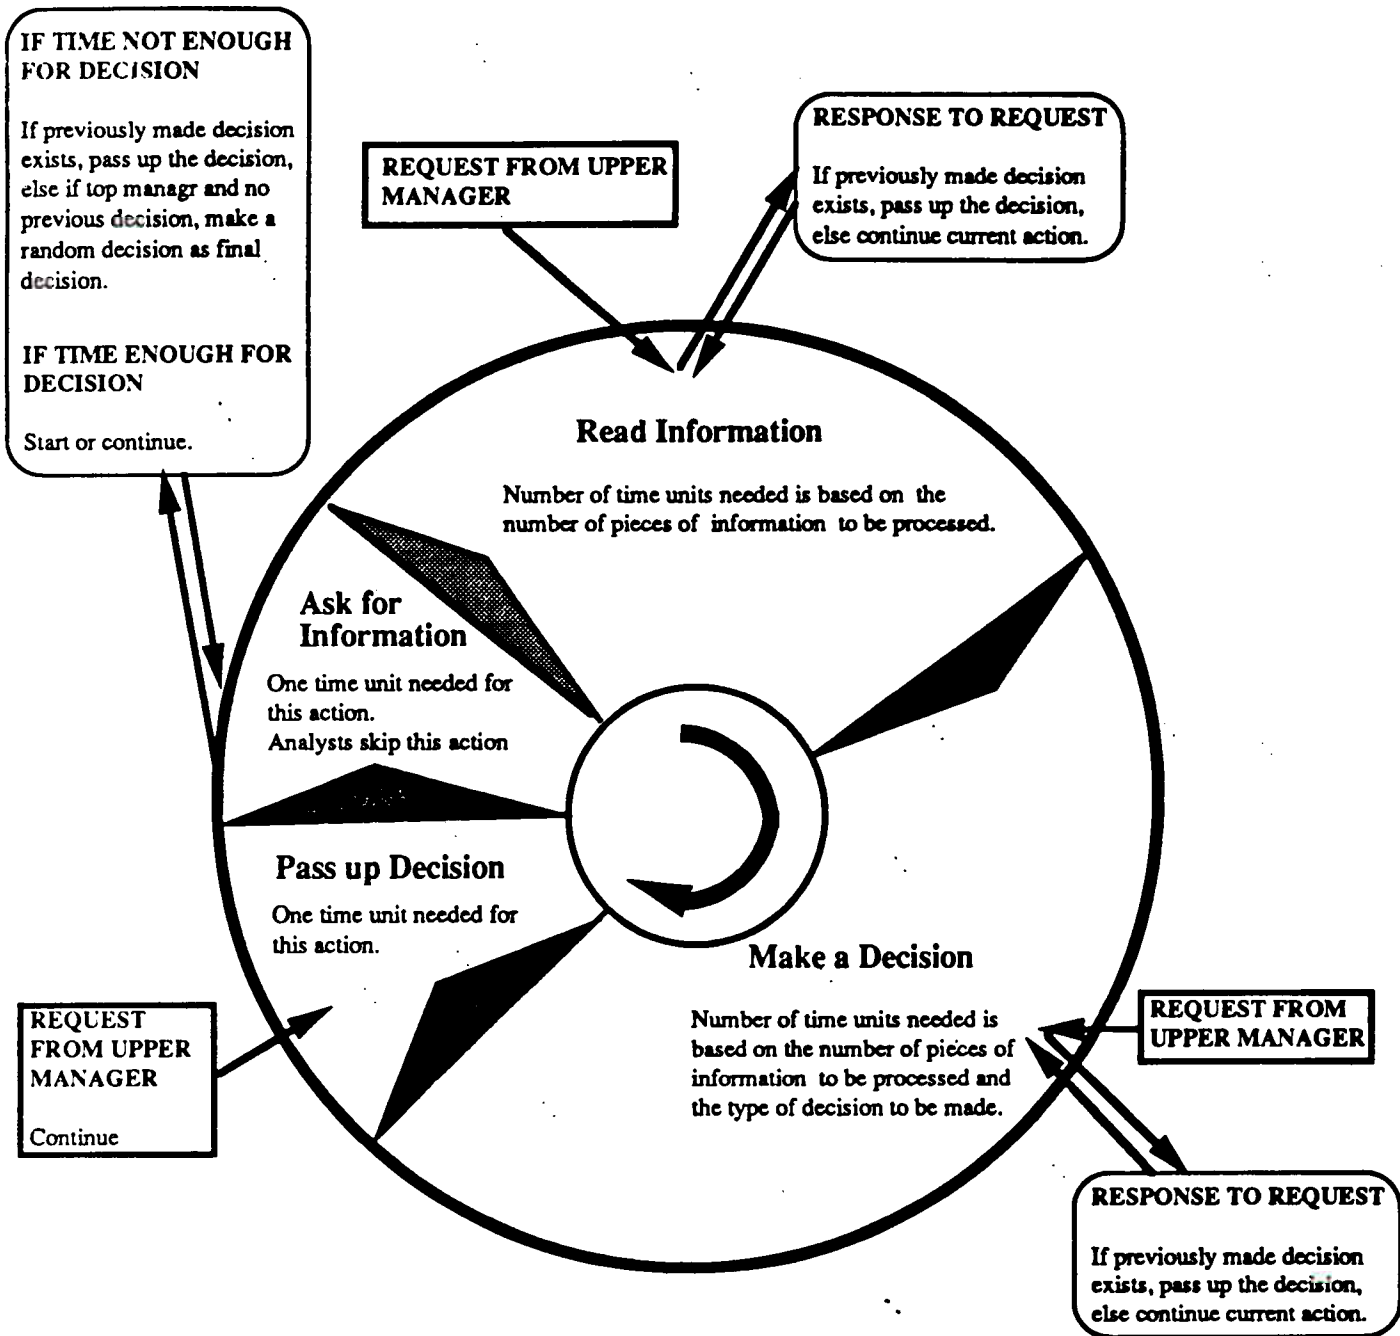 IF TIME NOT ENOUGH
FOR DECISION
If previously made decision
exists, pass up the decision,
else if top managr and no
previous decision, make a
random decision as final
decision.
IF TIME ENOUGH FOR
DECISION
Start or continue.
REQUEST FROM UPPER
MANAGER
RESPONSE TO REQUEST
If previously made decision
exists, pass up the decision,
else continue current action.
Read Information
Number of time units needed is based on the
number of pieces of information to be processed.
Ask for
Information
One time unit needed for
this action.
Analysts skip this action
Pass up Decision
One time unit needed for
this action.
REQUEST
FROM UPPER
MANAGER
Continue
Make a Decision
Number of time units needed is
based on the number of pieces of
information to be processed and
the type of decision to be made.
REQUEST FROM
UPPER MANAGER
RESPONSE TO REQUEST
If previously made decision
exists, pass up the decision,
else continue current action.